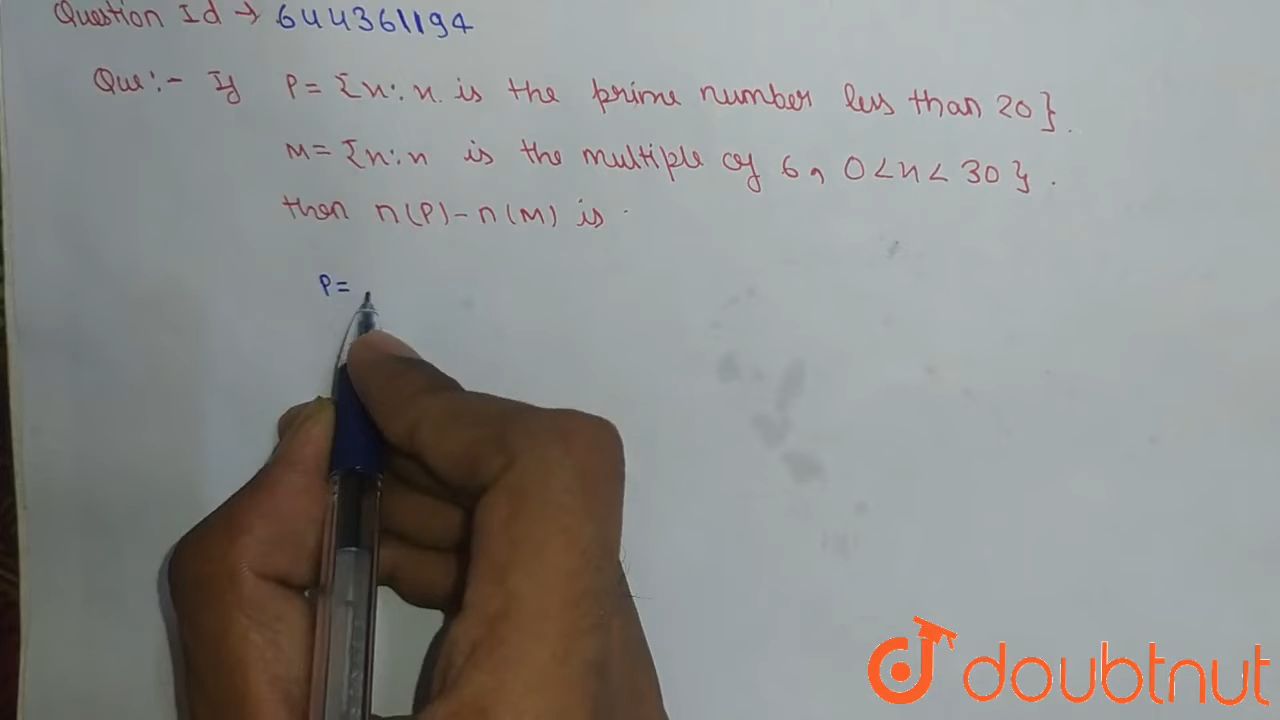 Question Id → 644361194
Que:- If P= {x: x is the prime number less than 20}.
M= {x:x is the multiple of 6, 0<x<30}.
then n(P)-n(M) is
P=
doubtnut